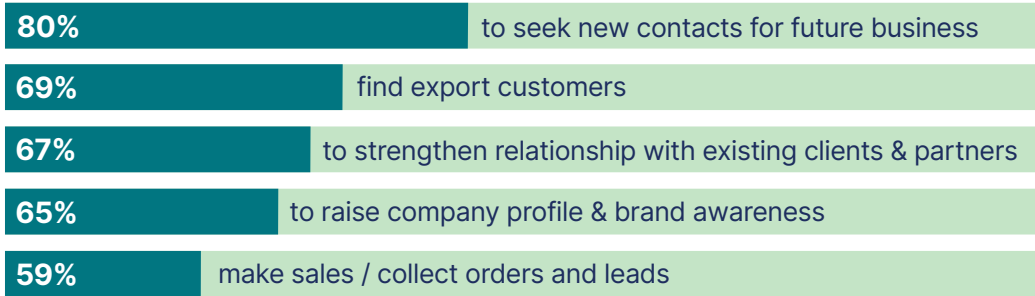 80% to seek new contacts for future business
69% find export customers
67% to strengthen relationship with existing clients & partners
65% to raise company profile & brand awareness
59% make sales / collect orders and leads